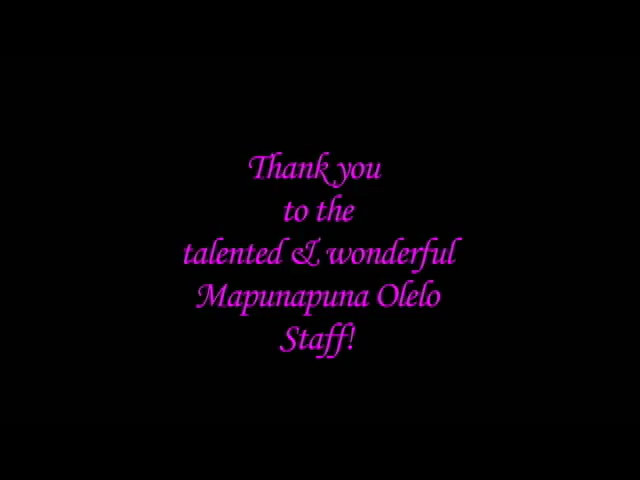 Thank you
to the
talented & wonderful
Mapunapuna Olelo
Staff!